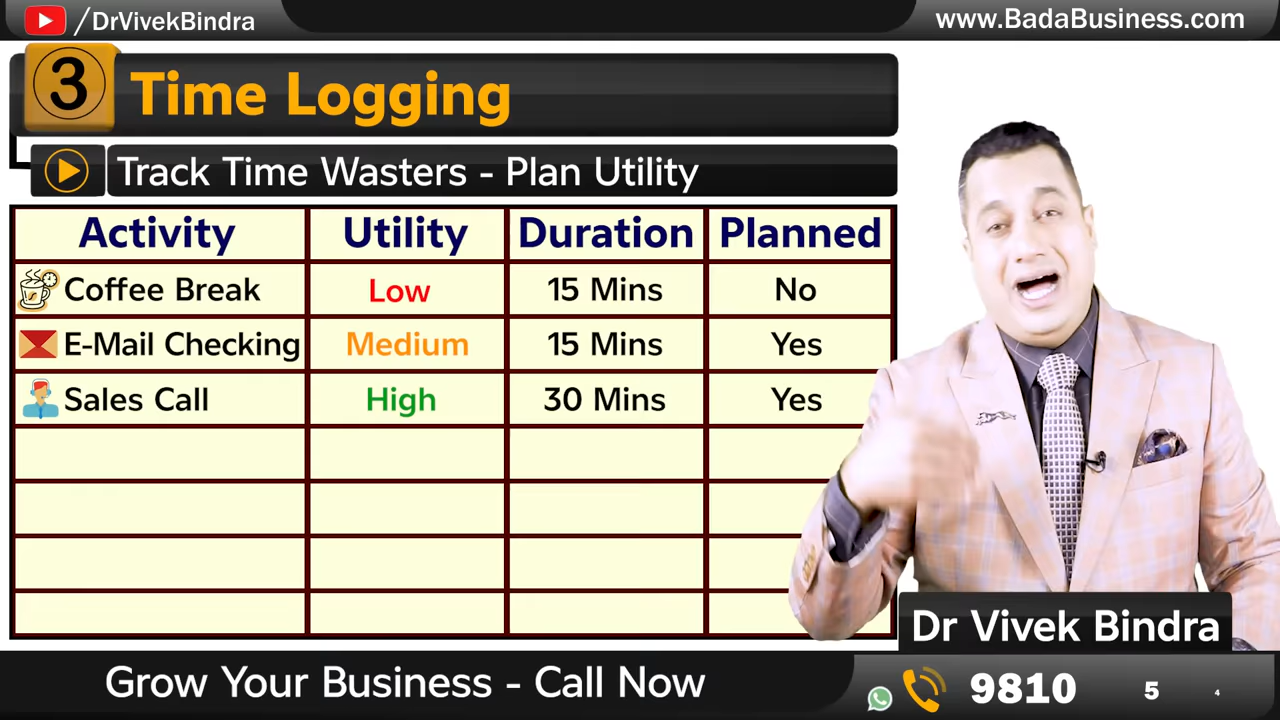 /DrVivekBindra
www.BadaBusiness.com
3
Time Logging
Track Time Wasters - Plan Utility
Activity Utility Duration Planned
Coffee Break Low 15 Mins No
E-Mail Checking Medium 15 Mins Yes
Sales Call High 30 Mins Yes
Dr Vivek Bindra
Grow Your Business - Call Now
9810 5 4